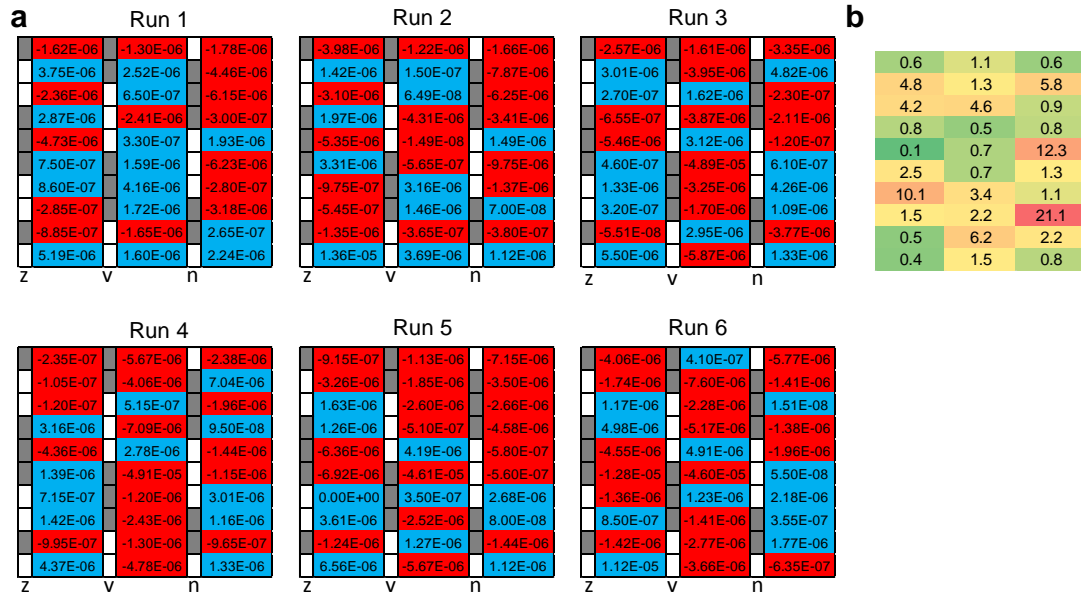 a
b
Run 1
Run 2
Run 3
-1.62E-06 -1.30E-06 -1.78E-06
3.75E-06 2.52E-06 -4.46E-06
-2.36E-06 6.50E-07 -6.15E-06
2.87E-06 -2.41E-06 -3.00E-07
-4.73E-06 3.30E-07 1.93E-06
7.50E-07 1.59E-06 -6.23E-06
8.60E-07 4.16E-06 -2.80E-07
-2.85E-07 1.72E-06 -3.18E-06
-8.85E-07 -1.65E-06 2.65E-07
5.19E-06 1.60E-06 2.24E-06
z v n
-3.98E-06 -1.22E-06 -1.66E-06
1.42E-06 1.50E-07 -7.87E-06
-3.10E-06 6.49E-08 -6.25E-06
1.97E-06 -4.31E-06 -3.41E-06
-5.35E-06 -1.49E-08 1.49E-06
3.31E-06 -5.65E-07 -9.75E-06
-9.75E-07 3.16E-06 -1.37E-06
-5.45E-07 1.46E-06 7.00E-08
-1.35E-06 -3.65E-07 -3.80E-07
1.36E-05 3.69E-06 1.12E-06
z v n
-2.57E-06 -1.61E-06 -3.35E-06
3.01E-06 -3.95E-06 4.82E-06
2.70E-07 1.62E-06 -2.30E-07
-6.55E-07 -3.87E-06 -2.11E-06
-5.46E-06 3.12E-06 -1.20E-07
4.60E-07 -4.89E-05 6.10E-07
1.33E-06 -3.25E-06 4.26E-06
3.20E-07 -1.70E-06 1.09E-06
-5.51E-08 2.95E-06 -3.77E-06
5.50E-06 -5.87E-06 1.33E-06
z v n
0.6 1.1 0.6
4.8 1.3 5.8
4.2 4.6 0.9
0.8 0.5 0.8
0.1 0.7 12.3
2.5 0.7 1.3
10.1 3.4 1.1
1.5 2.2 21.1
0.5 6.2 2.2
0.4 1.5 0.8
Run 4
Run 5
Run 6
-2.35E-07 -5.67E-06 -2.38E-06
-1.05E-07 -4.06E-06 7.04E-06
-1.20E-07 5.15E-07 -1.96E-06
3.16E-06 -7.09E-06 9.50E-08
-4.36E-06 2.78E-06 -1.44E-06
1.39E-06 -4.91E-05 -1.15E-06
7.15E-07 -1.20E-06 3.01E-06
1.42E-06 -2.43E-06 1.16E-06
-9.95E-07 -1.30E-06 -9.65E-07
4.37E-06 -4.78E-06 1.33E-06
z v n
-9.15E-07 -1.13E-06 -7.15E-06
-3.26E-06 -1.85E-06 -3.50E-06
1.63E-06 -2.60E-06 -2.66E-06
1.26E-06 -5.10E-07 -4.58E-06
-6.36E-06 4.19E-06 -5.80E-07
-6.92E-06 -4.61E-05 -5.60E-07
0.00E+00 3.50E-07 2.68E-06
3.61E-06 -2.52E-06 8.00E-08
-1.24E-06 1.27E-06 -1.44E-06
6.56E-06 -5.67E-06 1.12E-06
z v n
-4.06E-06 4.10E-07 -5.77E-06
-1.74E-06 -7.60E-06 -1.41E-06
1.17E-06 -2.28E-06 1.51E-08
4.98E-06 -5.17E-06 -1.38E-06
-4.55E-06 4.91E-06 -1.96E-06
-1.28E-05 -4.60E-05 5.50E-08
-1.36E-06 1.23E-06 2.18E-06
8.50E-07 -1.41E-06 3.55E-07
-1.42E-06 -2.77E-06 1.77E-06
1.12E-05 -3.66E-06 -6.35E-07
z v n